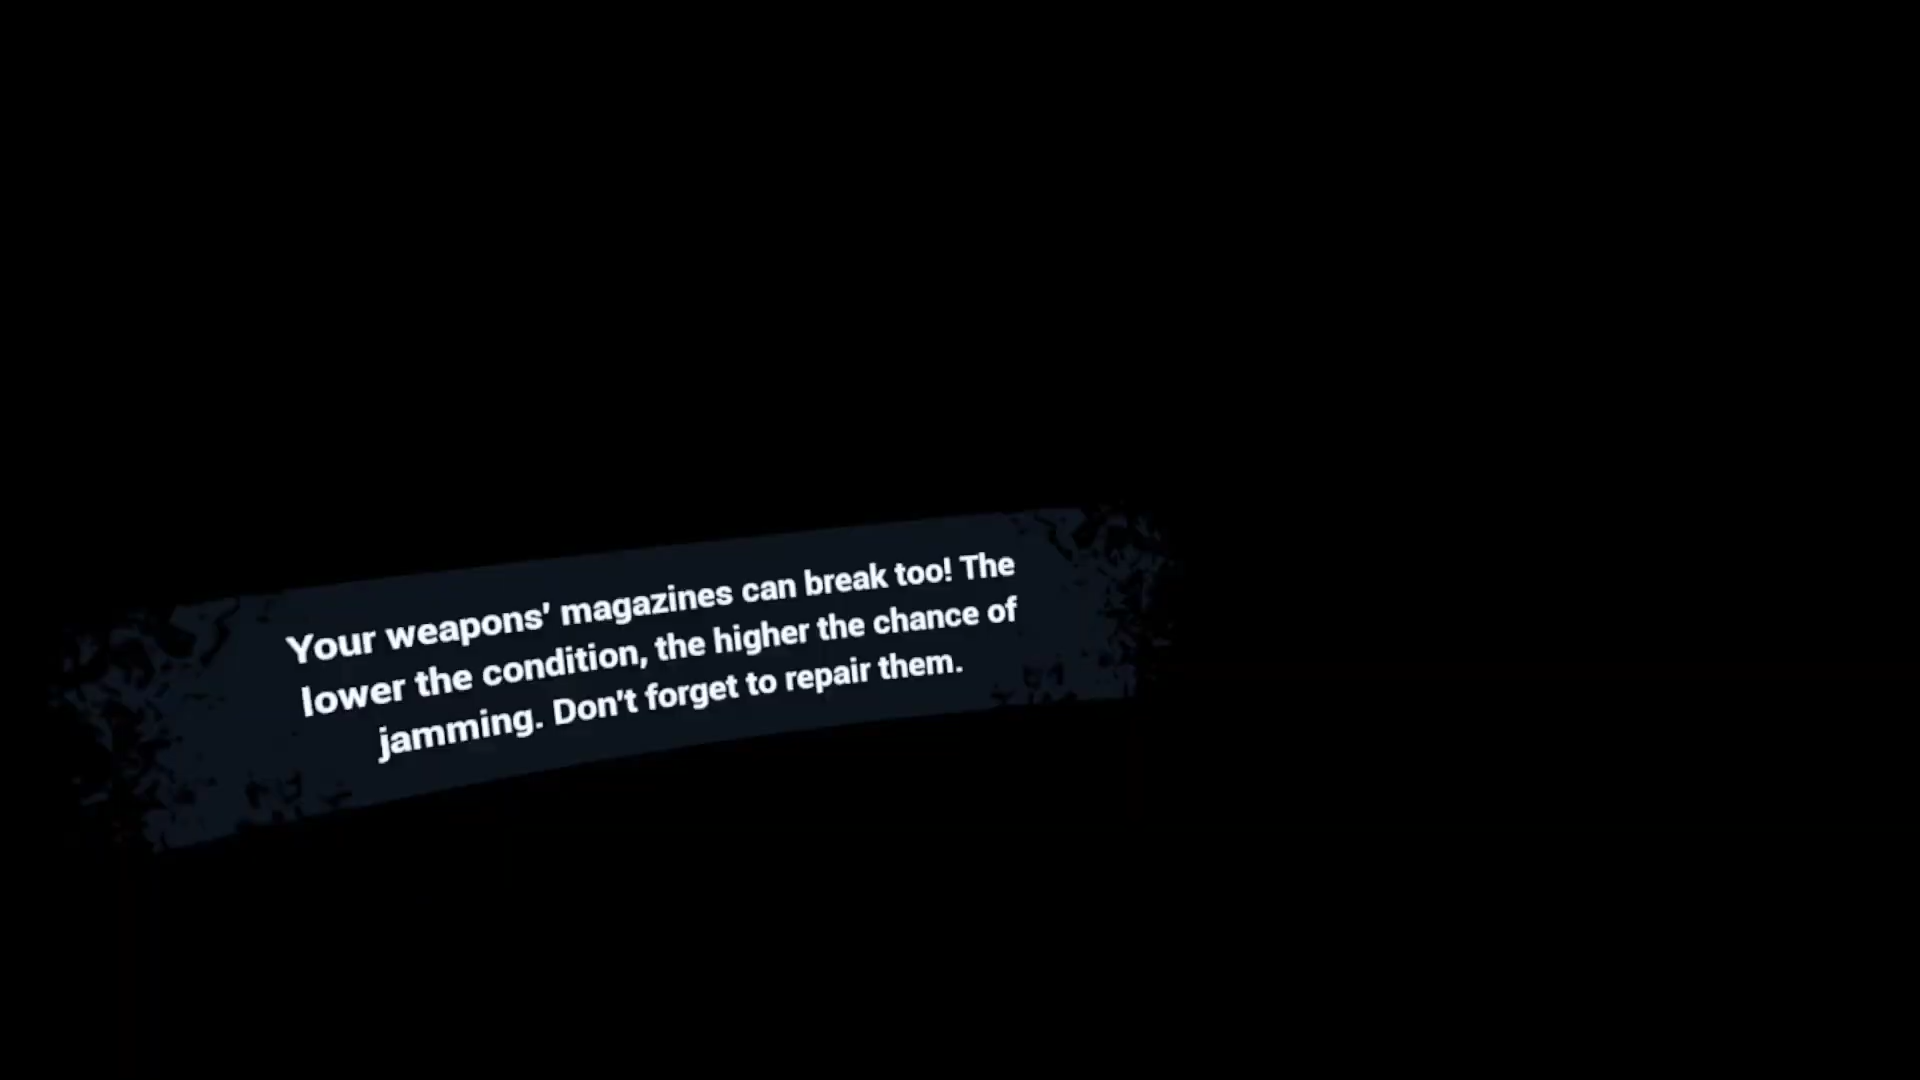 Your weapons' magazines can break too! The
lower the condition, the higher the chance of
jamming. Don't forget to repair them.